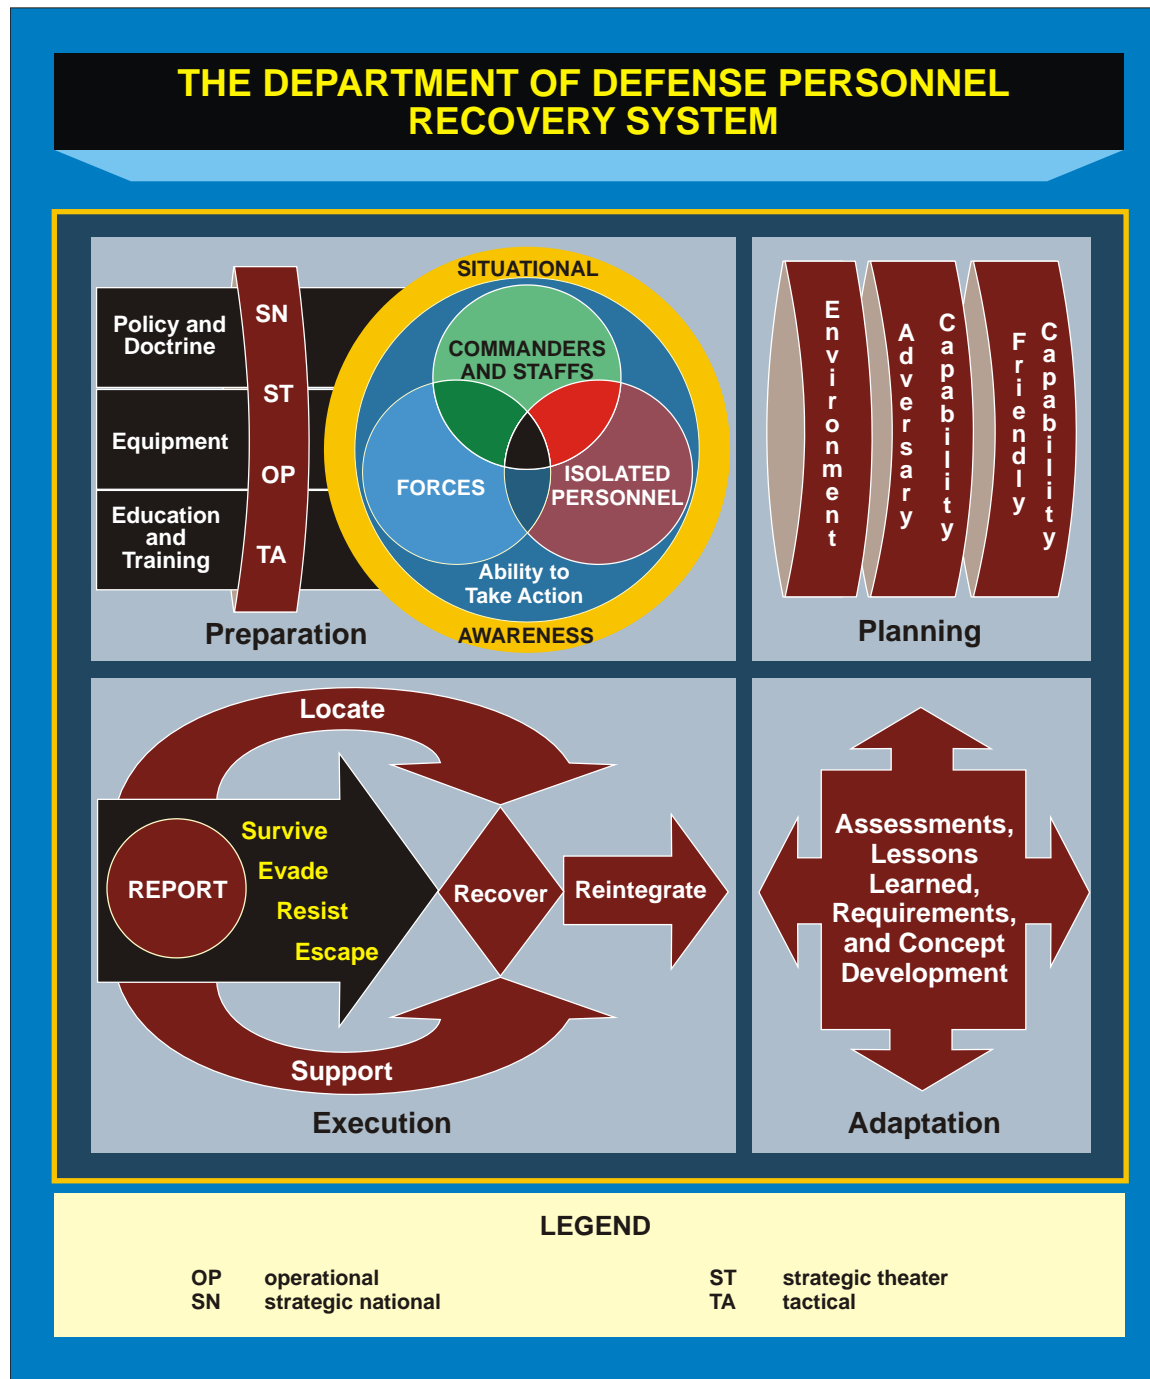 THE DEPARTMENT OF DEFENSE PERSONNEL
RECOVERY SYSTEM
Policy and
Doctrine
Equipment
Education
and
Training
SN
ST
OP
TA
SITUATIONAL
COMMANDERS
AND STAFFS
FORCES
ISOLATED
PERSONNEL
Ability to
Take Action
AWARENESS
Preparation
Environment
Adversary
Capability
Friendly
Capability
Planning
Locate
REPORT
Survive
Evade
Resist
Escape
Recover
Reintegrate
Support
Execution
Assessments,
Lessons
Learned,
Requirements,
and Concept
Development
Adaptation
LEGEND
OP operational
SN strategic national
ST strategic theater
TA tactical